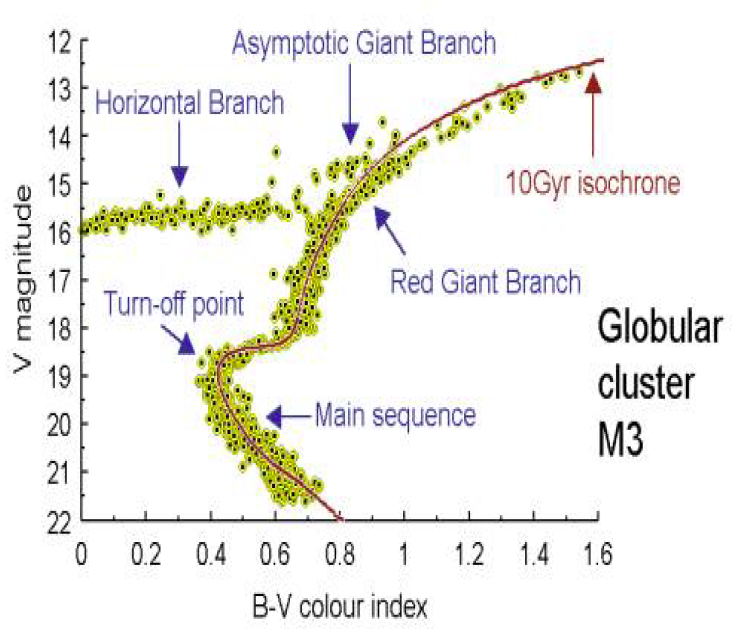 Asymptotic Giant Branch
Horizontal Branch
10Gyr isochrone
Red Giant Branch
Turn-off point
Main sequence
Globular
cluster
M3
V magnitude
12
13
14
15
16
17
18
19
20
21
22
0 0.2 0.4 0.6 0.8 1 1.2 1.4 1.6
B-V colour index